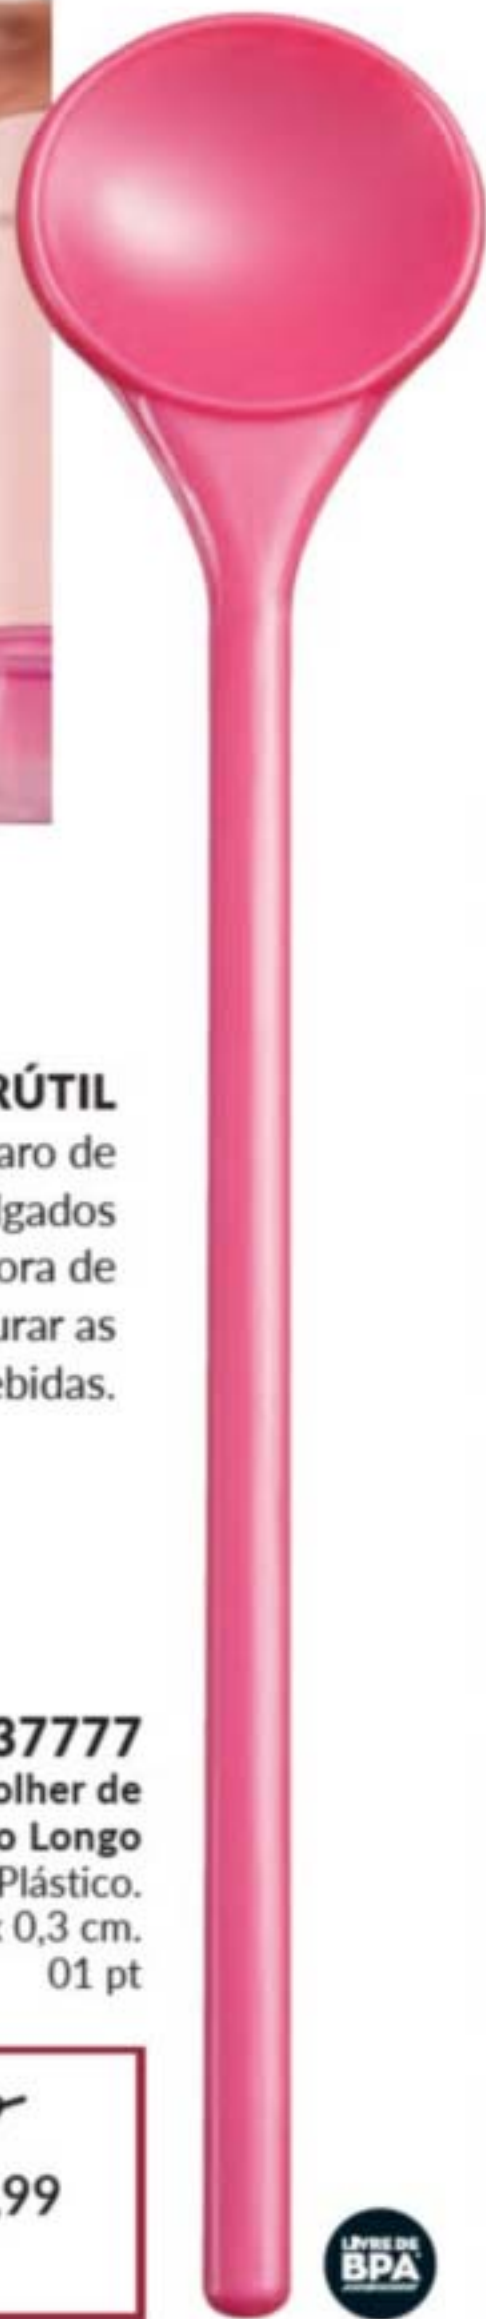 RÚTIL
aro de
lgados
ora de
urar as
ebidas.
37777
olher de
o Longo
Plástico.
x 0,3 cm.
01 pt
,99
LIVRE DE
BPA